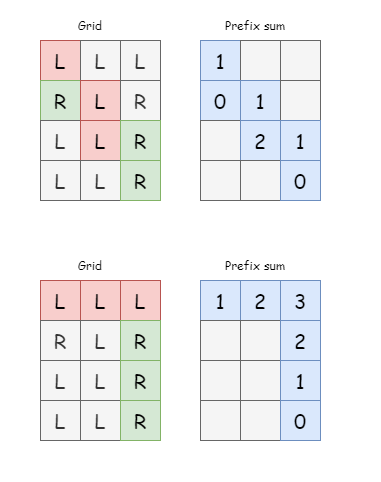 Grid Prefix sum
L L L 1
R L R 0 1
L L R 2 1
L L R 0
Grid Prefix sum
L L L 1 2 3
R L R 2
L L R 1
L L R 0